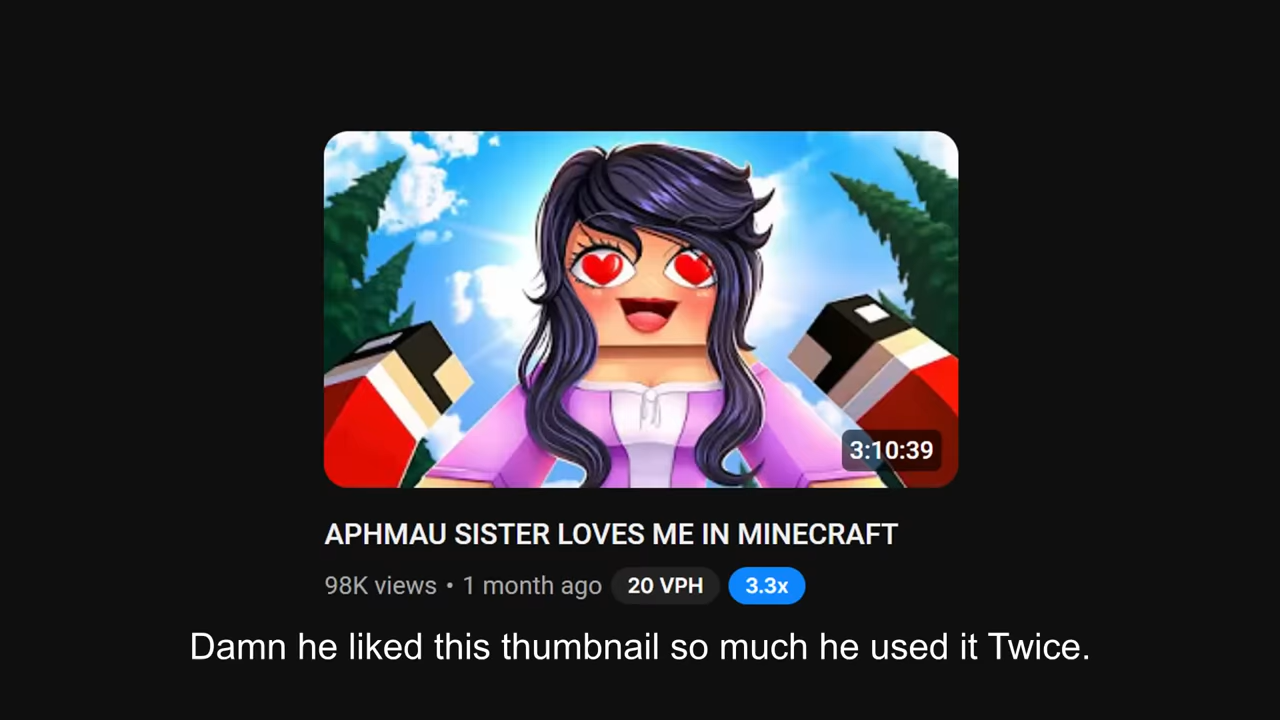 3:10:39
APHMAU SISTER LOVES ME IN MINECRAFT
98K views • 1 month ago 20 VPH 3.3x
Damn he liked this thumbnail so much he used it Twice.